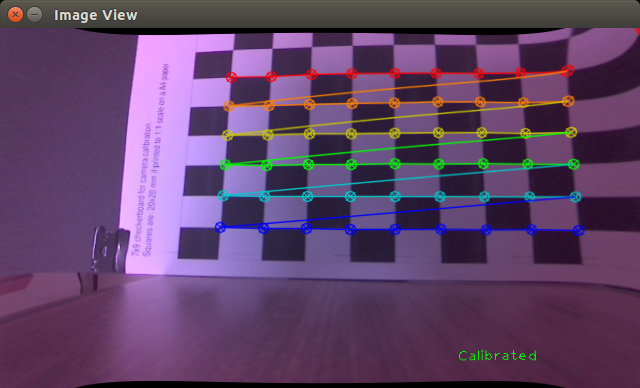 Image View
7x9 checkerboard for camera calibration.
Squares are 20x20 mm if printed to 1:1 scale on a A4 paper.
Calibrated